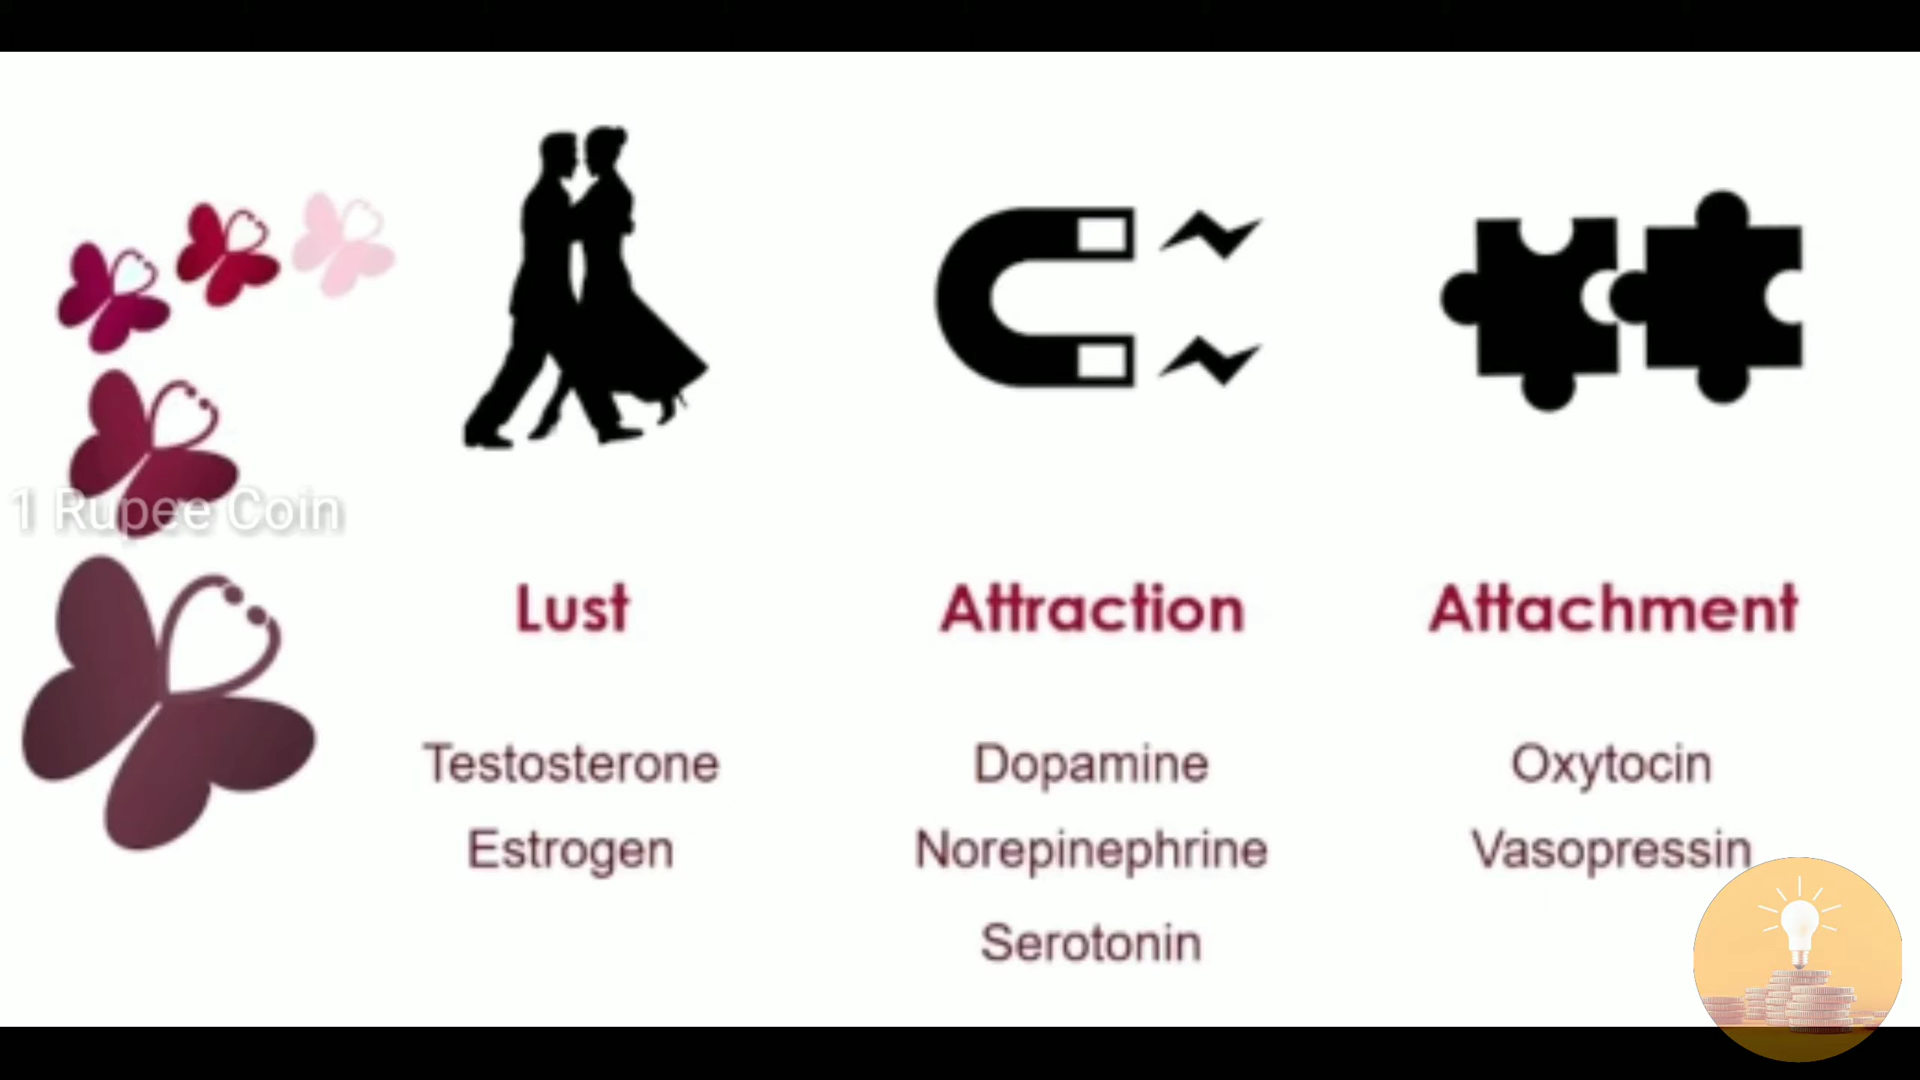 1 Rupee Coin
Lust
Attraction
Attachment
Testosterone
Dopamine
Oxytocin
Estrogen
Norepinephrine
Vasopressin
Serotonin